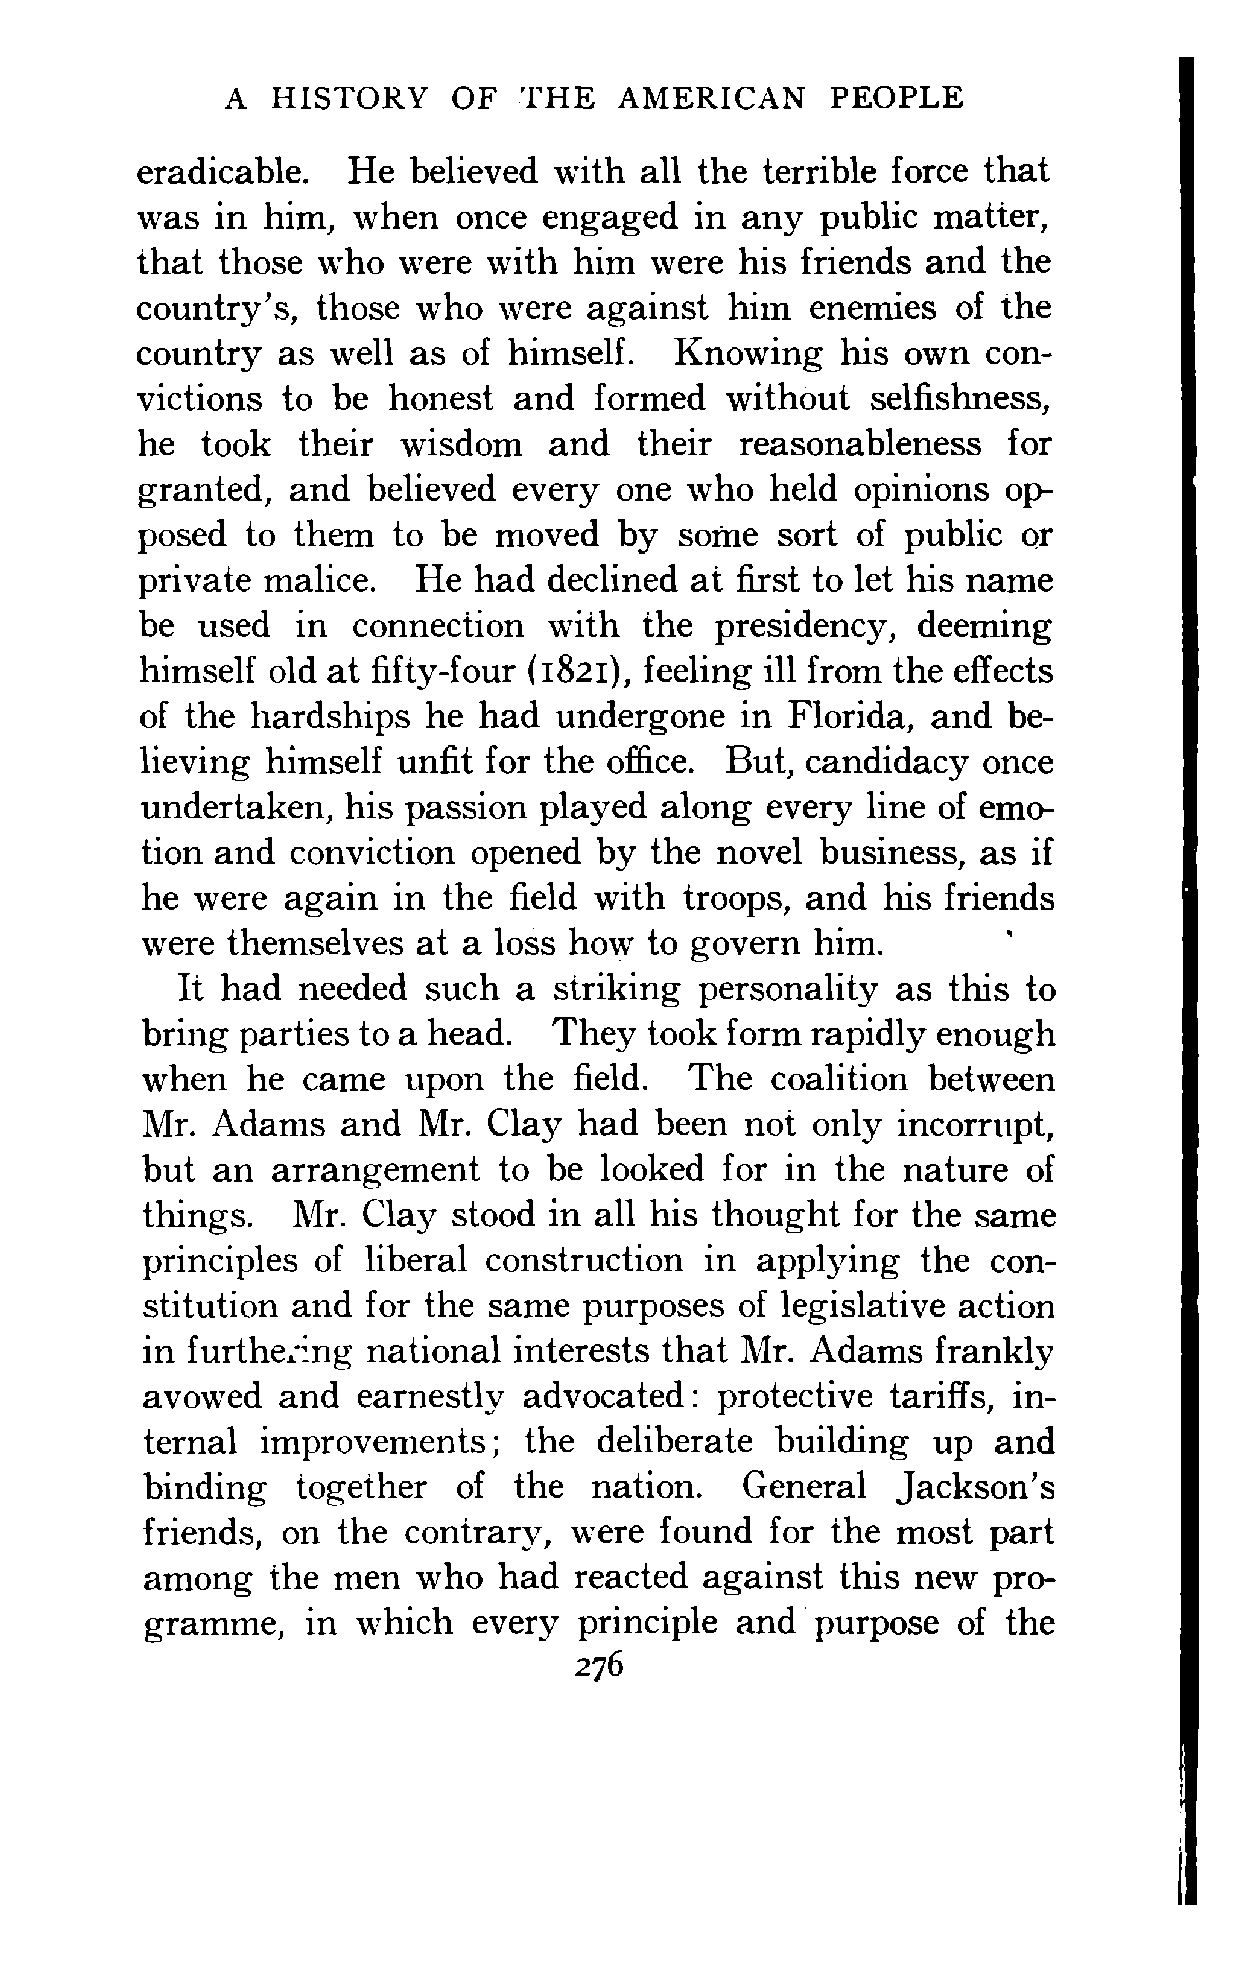 A HISTORY OF THE AMERICAN PEOPLE
eradicable. He believed with all the terrible force that
was in him, when once engaged in any public matter,
that those who were with him were his friends and the
country's, those who were against him enemies of the
country as well as of himself. Knowing his own con-
victions to be honest and formed without selfishness,
he took their wisdom and their reasonableness for
granted, and believed every one who held opinions op-
posed to them to be moved by some sort of public or
private malice. He had declined at first to let his name
be used in connection with the presidency, deeming
himself old at fifty-four (1821), feeling ill from the effects
of the hardships he had undergone in Florida, and be-
lieving himself unfit for the office. But, candidacy once
undertaken, his passion played along every line of emo-
tion and conviction opened by the novel business, as if
he were again in the field with troops, and his friends
were themselves at a loss how to govern him.
It had needed such a striking personality as this to
bring parties to a head. They took form rapidly enough
when he came upon the field. The coalition between
Mr. Adams and Mr. Clay had been not only incorrupt,
but an arrangement to be looked for in the nature of
things. Mr. Clay stood in all his thought for the same
principles of liberal construction in applying the con-
stitution and for the same purposes of legislative action
in furthering national interests that Mr. Adams frankly
avowed and earnestly advocated: protective tariffs, in-
ternal improvements; the deliberate building up and
binding together of the nation. General Jackson's
friends, on the contrary, were found for the most part
among the men who had reacted against this new pro-
gramme, in which every principle and purpose of the
276